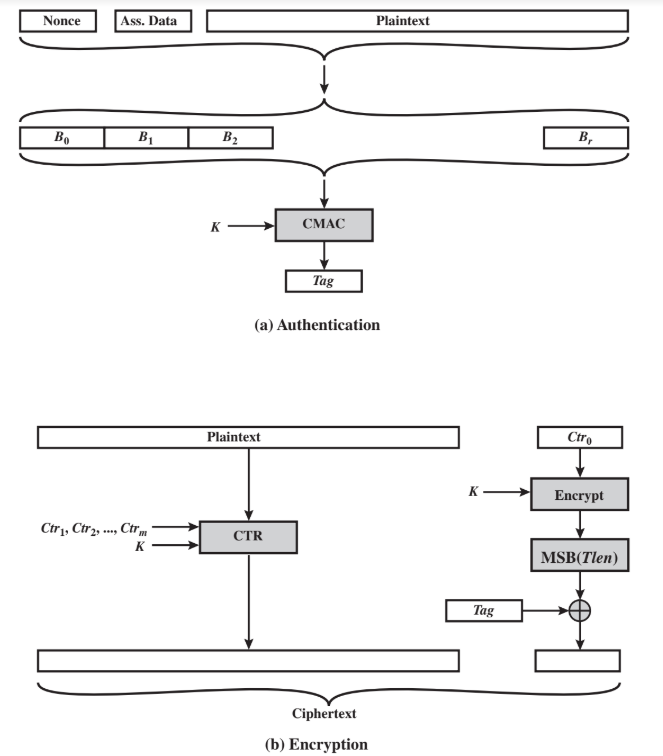 Nonce Ass. Data Plaintext
B0 B1 B2 Br
K CMAC
Tag
(a) Authentication
Plaintext Ctr0
K Encrypt
Ctr1, Ctr2, ..., Ctrm CTR
K
MSB(Tlen)
Tag
Ciphertext
(b) Encryption